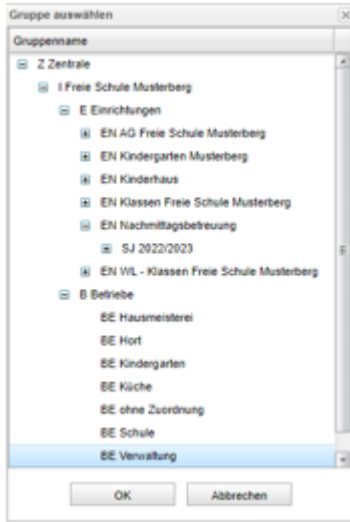 Gruppe auswählen
Gruppenname
Z Zentrale
I Freie Schule Musterberg
E Einrichtungen
EN AG Freie Schule Musterberg
EN Kindergarten Musterberg
EN Kinderhaus
EN Klassen Freie Schule Musterberg
EN Nachmittagsbetreuung
SJ 2022/2023
EN WL - Klassen Freie Schule Musterberg
B Betriebe
BE Hausmeisterei
BE Hort
BE Kindergarten
BE Küche
BE ohne Zuordnung
BE Schule
BE Verwaltung
OK Abbrechen